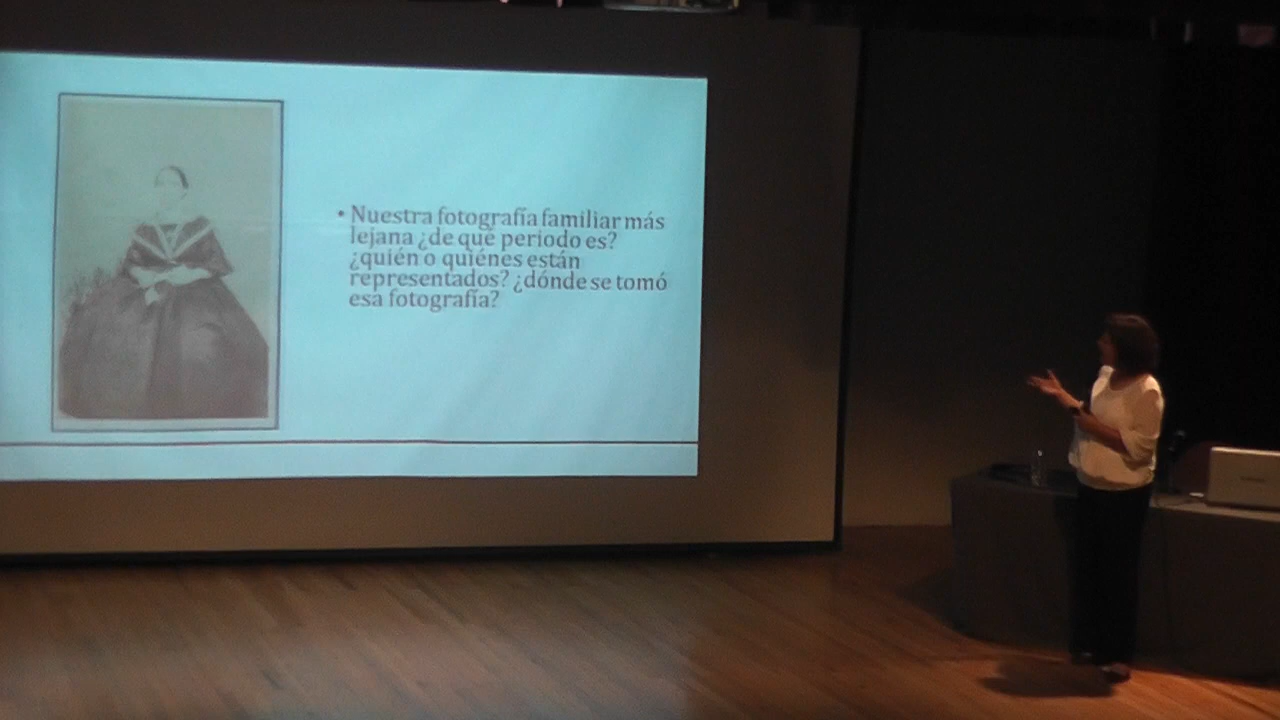 • Nuestra fotografía familiar más
lejana ¿de qué periodo es?
¿quién o quiénes están
representados? ¿dónde se tomó
esa fotografía?